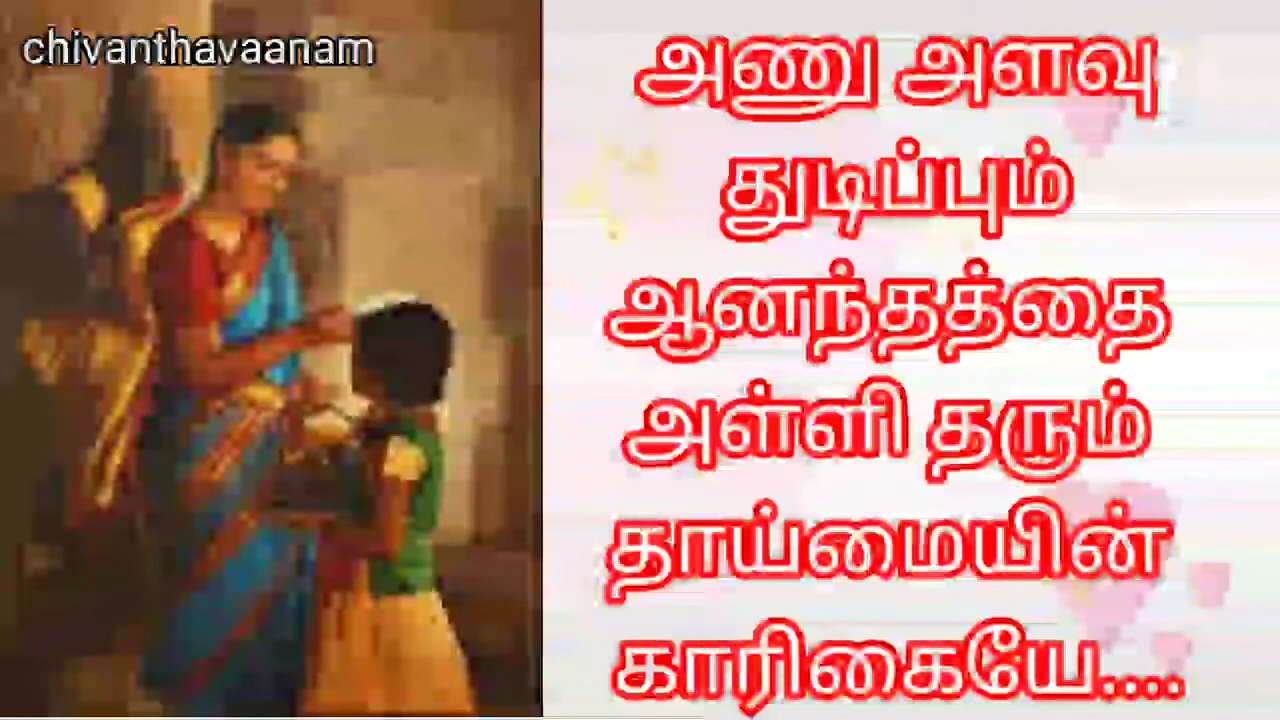 chivanthavaanam
அணு அளவு
துடிப்பும்
ஆனந்தத்தை
அள்ளி தரும்
தாய்மையின்
காரிகையே....